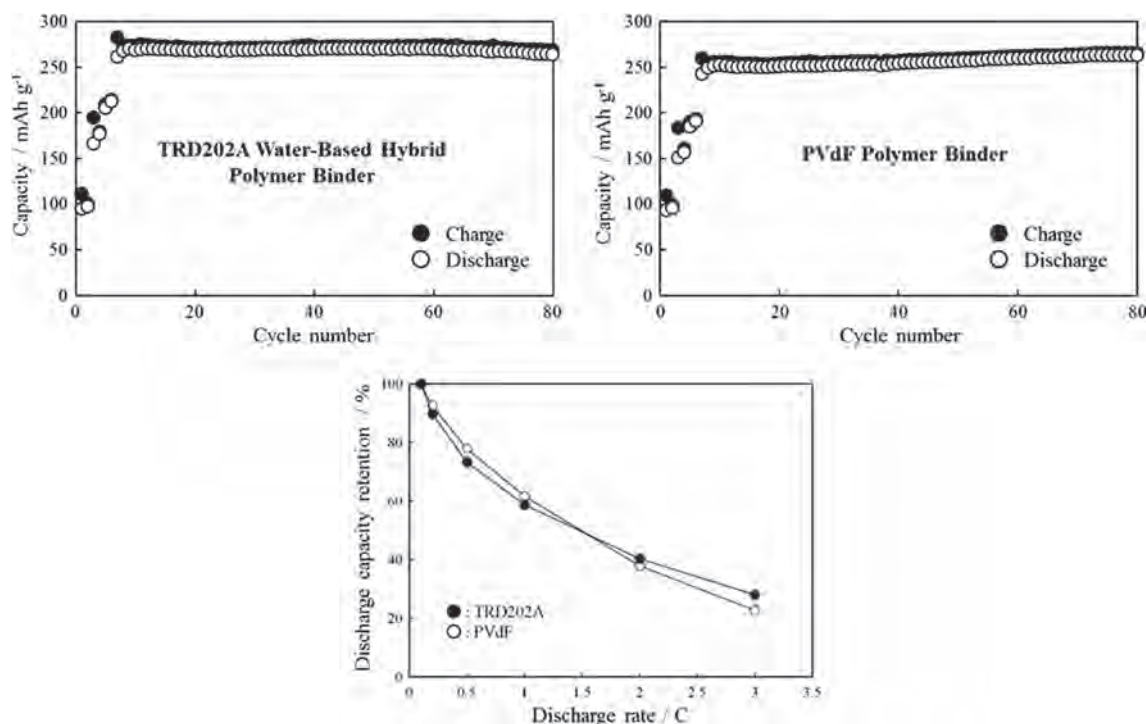 300
250
200
150
100
50
0
Capacity / mAh g⁻¹
TRD202A Water-Based Hybrid
Polymer Binder
Charge
Discharge
0 20 40 60 80
Cycle number
300
250
200
150
100
50
0
Capacity / mAh g⁻¹
PVdF Polymer Binder
Charge
Discharge
0 20 40 60 80
Cycle number
100
80
60
40
20
0
Discharge capacity retention / %
: TRD202A
: PVdF
0 0.5 1 1.5 2 2.5 3 3.5
Discharge rate / C